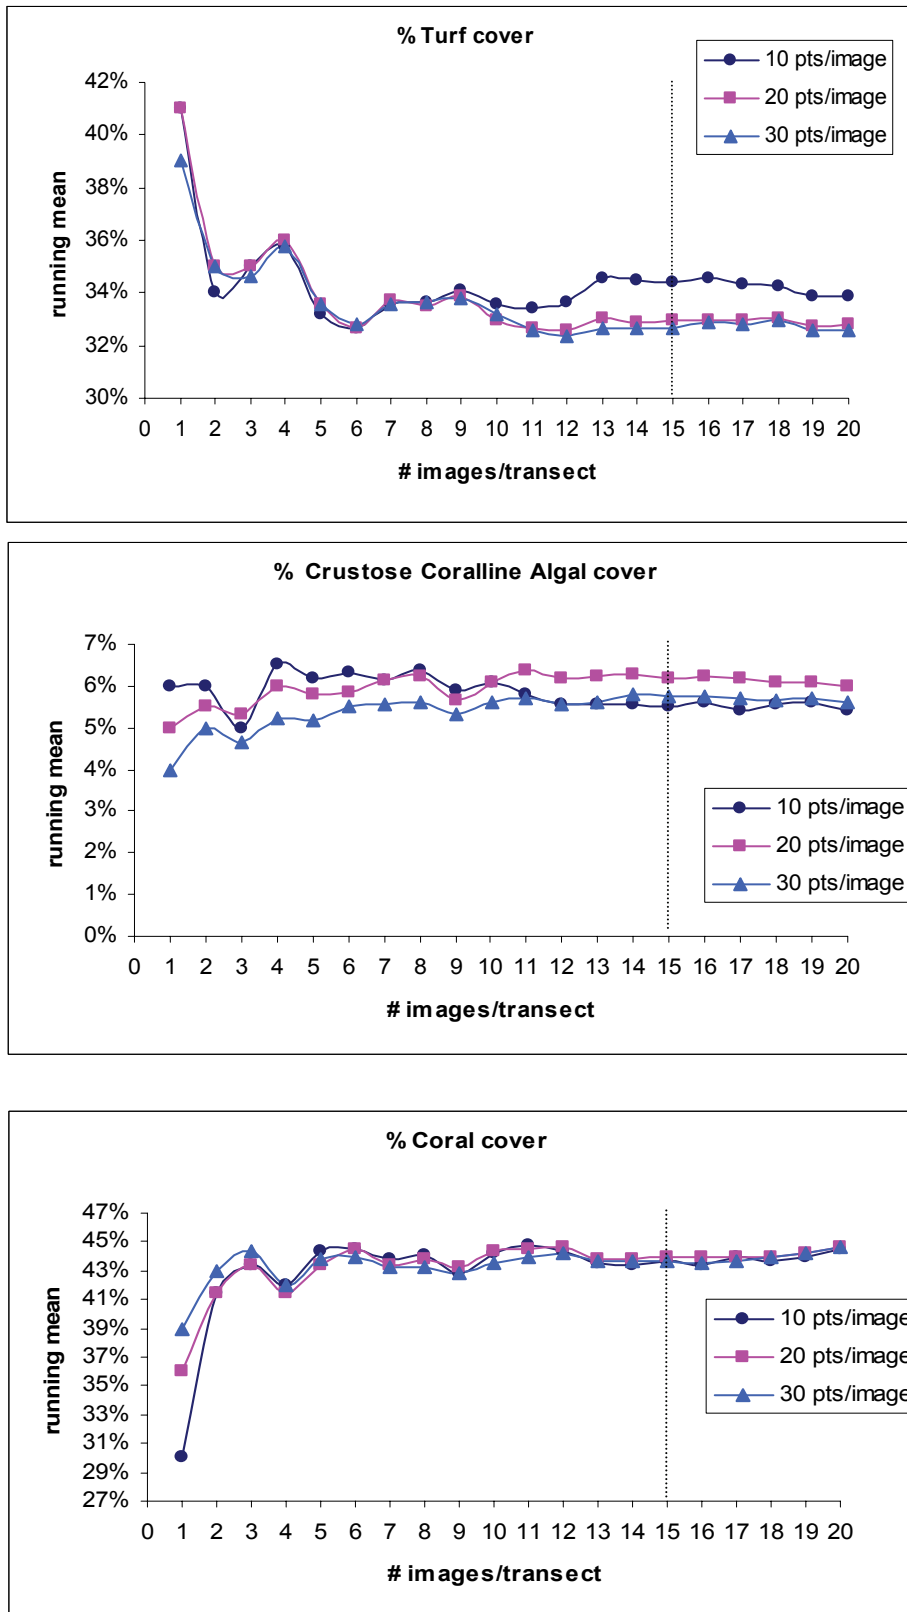 % Turf cover
10 pts/image
20 pts/image
30 pts/image
42%
40%
38%
36%
34%
32%
30%
running mean
0 1 2 3 4 5 6 7 8 9 10 11 12 13 14 15 16 17 18 19 20
# images/transect
% Crustose Coralline Algal cover
7%
6%
5%
4%
3%
2%
1%
0%
running mean
10 pts/image
20 pts/image
30 pts/image
0 1 2 3 4 5 6 7 8 9 10 11 12 13 14 15 16 17 18 19 20
# images/transect
% Coral cover
47%
45%
43%
41%
39%
37%
35%
33%
31%
29%
27%
running mean
10 pts/image
20 pts/image
30 pts/image
0 1 2 3 4 5 6 7 8 9 10 11 12 13 14 15 16 17 18 19 20
# images/transect